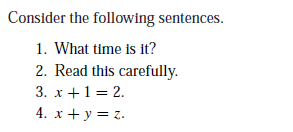 Consider the following sentences.
1. What time is it?
2. Read this carefully.
3. x + 1 = 2.
4. x + y = z.